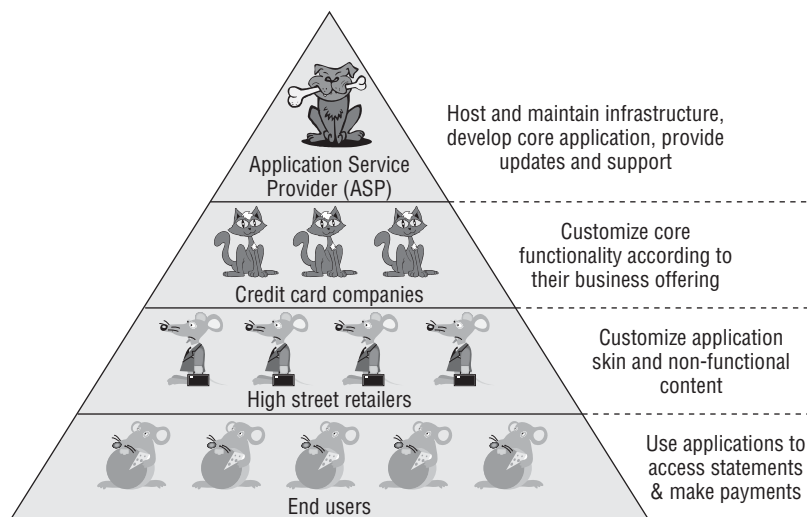 Host and maintain infrastructure,
develop core application, provide
updates and support
Application Service
Provider (ASP)
Customize core
functionality according to
their business offering
Credit card companies
Customize application
skin and non-functional
content
High street retailers
Use applications to
access statements
& make payments
End users